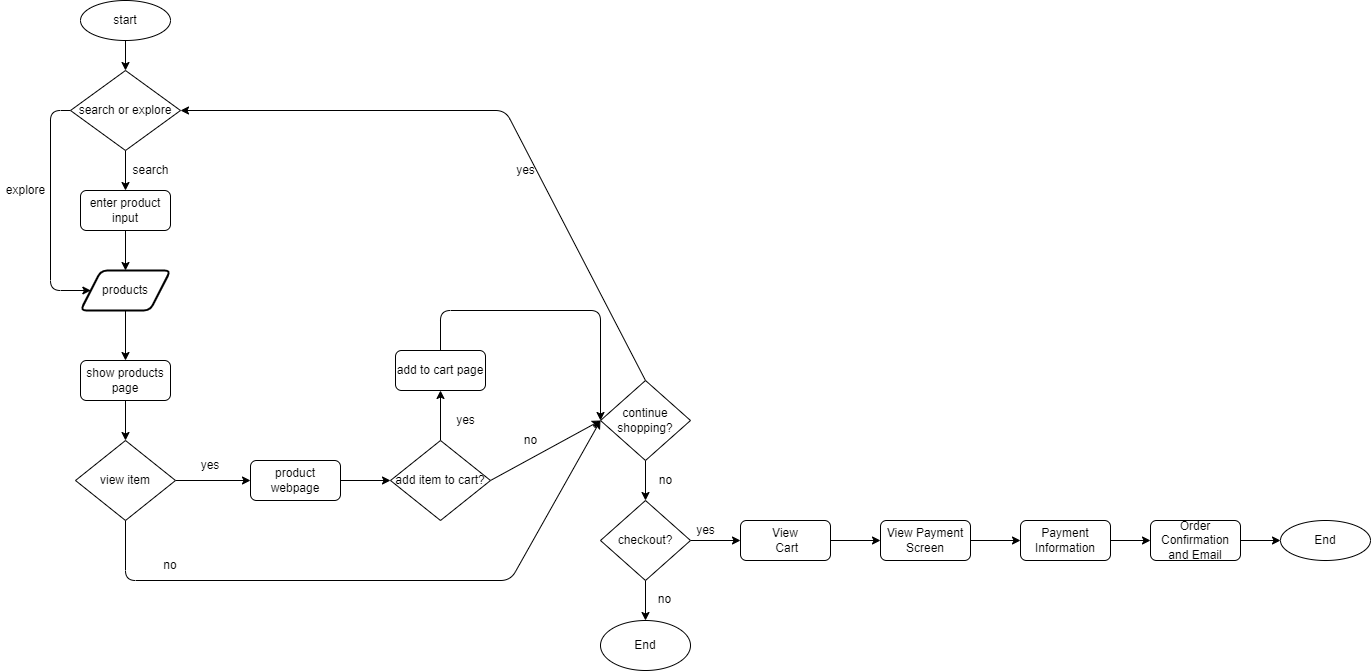 start
search or explore
search
explore
yes
enter product
input
products
show products
page
add to cart page
continue
shopping?
yes
no
view item
yes
product
webpage
add item to cart?
no
no
checkout?
yes
View
Cart
View Payment
Screen
Payment
Information
Order
Confirmation
and Email
End
no
End